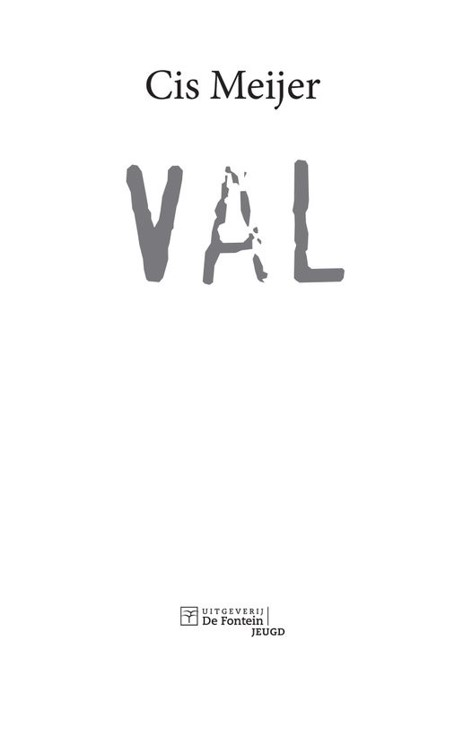 Cis Meijer
VAL
UITGEVERIJ
De Fontein
JEUGD